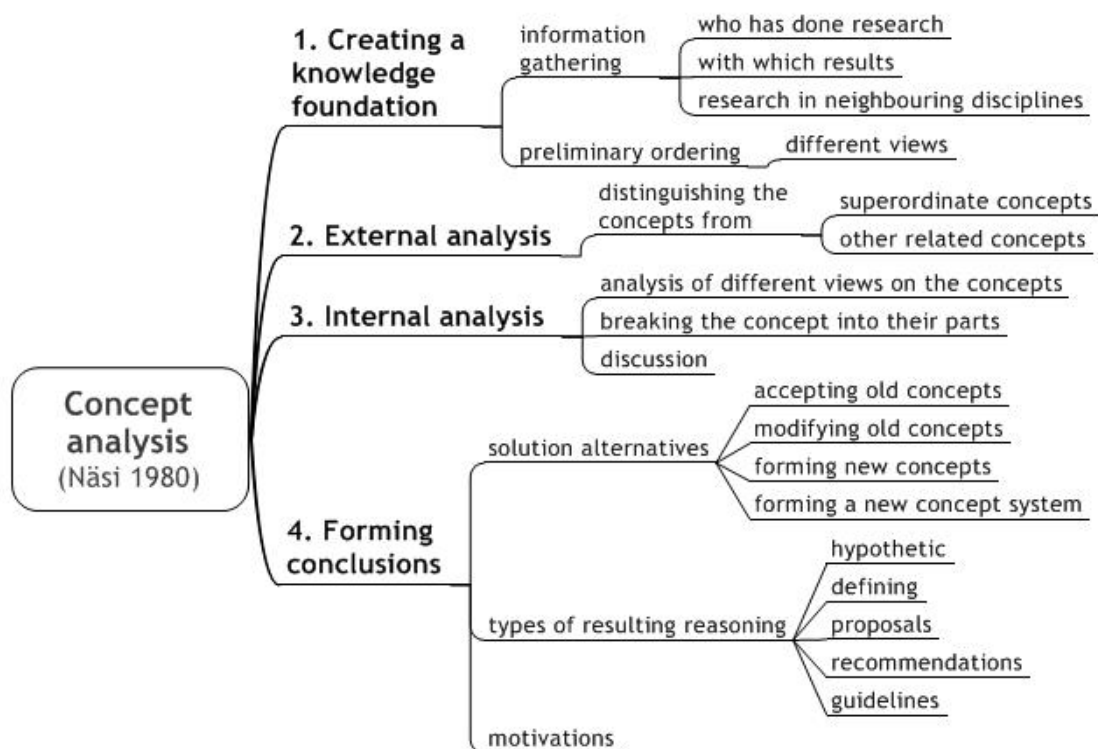 Concept
analysis
(Näsi 1980)
1. Creating a
knowledge
foundation
information
gathering
who has done research
with which results
research in neighbouring disciplines
preliminary ordering
different views
2. External analysis
distinguishing the
concepts from
superordinate concepts
other related concepts
3. Internal analysis
analysis of different views on the concepts
breaking the concept into their parts
discussion
4. Forming
conclusions
solution alternatives
accepting old concepts
modifying old concepts
forming new concepts
forming a new concept system
types of resulting reasoning
hypothetic
defining
proposals
recommendations
guidelines
motivations